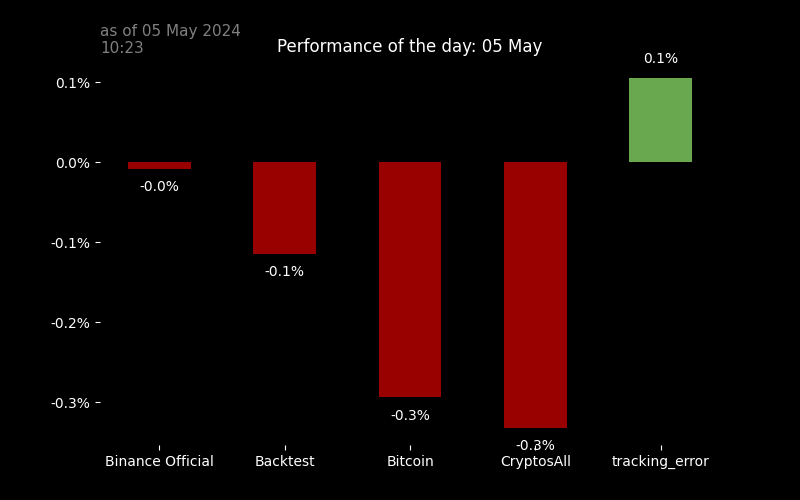 as of 05 May 2024
10:23
Performance of the day: 05 May
0.1%
0.1%
0.0%
-0.0%
-0.1%
-0.1%
-0.2%
-0.3%
-0.3%
-0.3%
Binance Official
Backtest
Bitcoin
CryptosAll
tracking_error